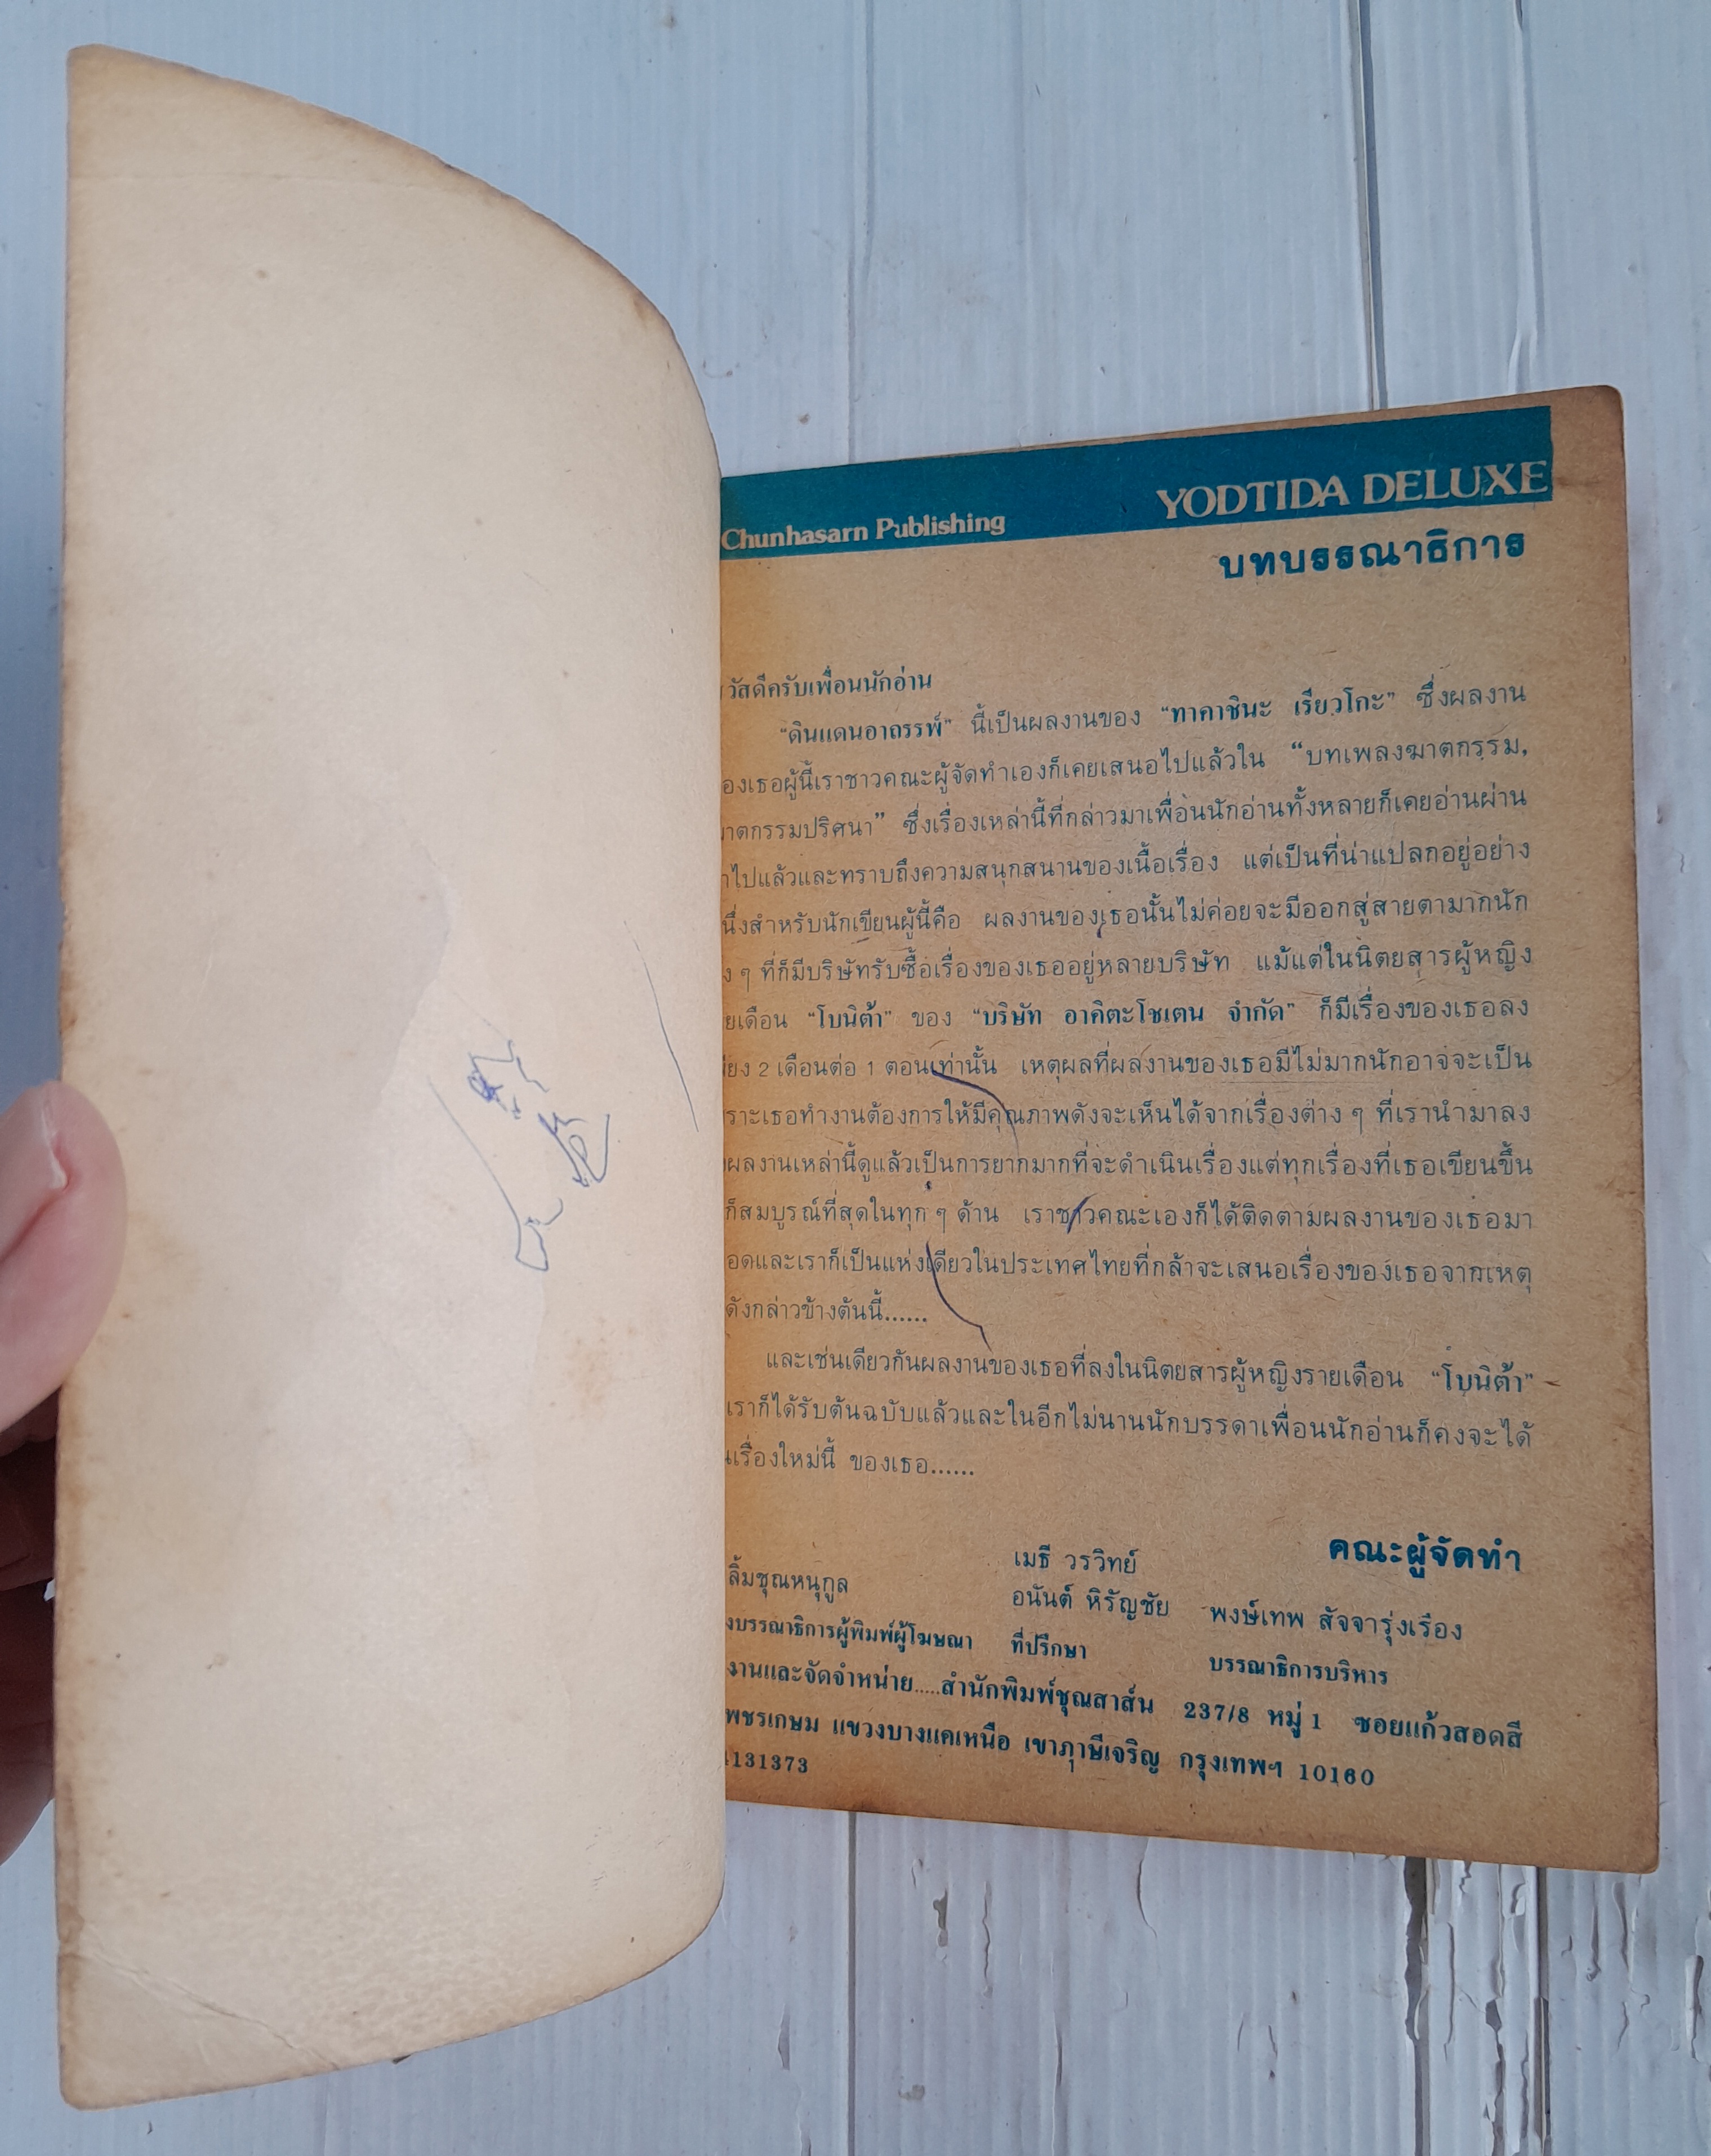 Chunhasarn Publishing YODTIDA DELUXE
บทบรรณาธิการ
วัสดีครับเพื่อนนักอ่าน
"ดินแดนอาถรรพ์" นี้เป็นผลงานของ "ทาคาชินะ เรียวโกะ" ซึ่งผลงาน
องเธอผู้นี้เราชาวคณะผู้จัดทำเองก็เคยเสนอไปแล้วใน "บทเพลงฆาตกรรม,
าตกรรมปริศนา" ซึ่งเรื่องเหล่านี้ที่กล่าวมาเพื่อนนักอ่านทั้งหลายก็เคยอ่านผ่าน
าไปแล้วและทราบถึงความสนุกสนานของเนื้อเรื่อง แต่เป็นที่น่าแปลกอยู่อย่าง
นึ่งสำหรับนักเขียนผู้นี้คือ ผลงานของเธอนั้นไม่ค่อยจะมีออกสู่สายตามากนัก
ง ๆ ที่ก็มีบริษัทรับซื้อเรื่องของเธออยู่หลายบริษัท แม้แต่ในนิตยสารผู้หญิง
ยเดือน "โบนิต้า" ของ "บริษัท อาคิตะโชเตน จำกัด" ก็มีเรื่องของเธอลง
ยง 2 เดือนต่อ 1 ตอนเท่านั้น เหตุผลที่ผลงานของเธอมีไม่มากนักอาจจะเป็น
ราะเธอทำงานต้องการให้มีคุณภาพดังจะเห็นได้จากเรื่องต่าง ๆ ที่เรานำมาลง
ผลงานเหล่านี้ดูแล้วเป็นการยากมากที่จะดำเนินเรื่องแต่ทุกเรื่องที่เธอเขียนขึ้น
ก็สมบูรณ์ที่สุดในทุก ๆ ด้าน เราชาวคณะเองก็ได้ติดตามผลงานของเธอมา
อดและเราก็เป็นแห่งเดียวในประเทศไทยที่กล้าจะเสนอเรื่องของเธอจากเหตุ
ดังกล่าวข้างต้นนี้......
และเช่นเดียวกันผลงานของเธอที่ลงในนิตยสารผู้หญิงรายเดือน "โบนิต้า"
เราก็ได้รับต้นฉบับแล้วและในอีกไม่นานนักบรรดาเพื่อนนักอ่านก็คงจะได้
นเรื่องใหม่นี้ ของเธอ......
คณะผู้จัดทำ
ลิ้มชุณหนุกูล
งบรรณาธิการผู้พิมพ์ผู้โฆษณา
เมธี วรวิทย์
อนันต์ หิรัญชัย
ที่ปรึกษา
พงษ์เทพ สัจจารุ่งเรือง
บรรณาธิการบริหาร
งานและจัดจำหน่าย.....สำนักพิมพ์ชุณสาส์น 237/8 หมู่ 1 ซอยแก้วสอดสี
พชรเกษม แขวงบางแคเหนือ เขาภุาษีเจริญ กรุงเทพฯ 10160
131373